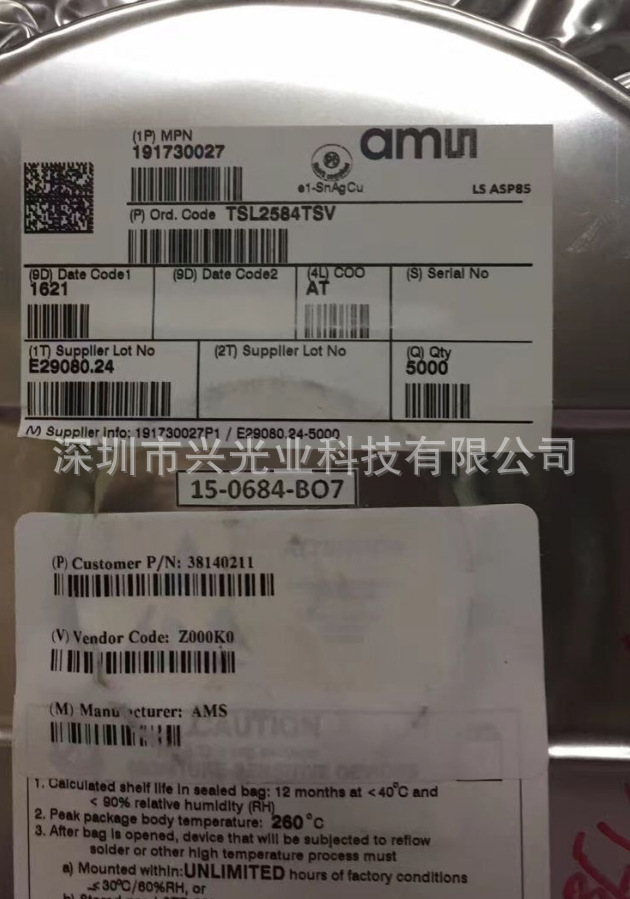 (1P) MPN
191730027
amu
e1-SnAgCu
LS ASP85
(P) Ord. Code TSL2584TSV
(9D) Date Code1
(9D) Date Code2
(4L) COO
(S) Serial No
1621
AT
(1T) Supplier Lot No
(2T) Supplier Lot No
(Q) Qty
E29080.24
5000
(V) Supplier Info: 191730027P1 / E29080.24-5000
深圳市兴光业科技有限公司
15-0684-BO7
(P) Customer P/N: 38140211
(V) Vendor Code: Z000K0
(M) Manu cturer: AMS
CAUTION
MOISTURE-SENSITIVE DEVICES
1. Calculated shelf life in sealed bag: 12 months at <40°C and
< 90% relative humidity (RH)
2. Peak package body temperature: 260°C
3. After bag is opened, device that will be subjected to reflow
solder or other high temperature process must
a) Mounted within: UNLIMITED hours of factory conditions
≤30°C/60%RH, or